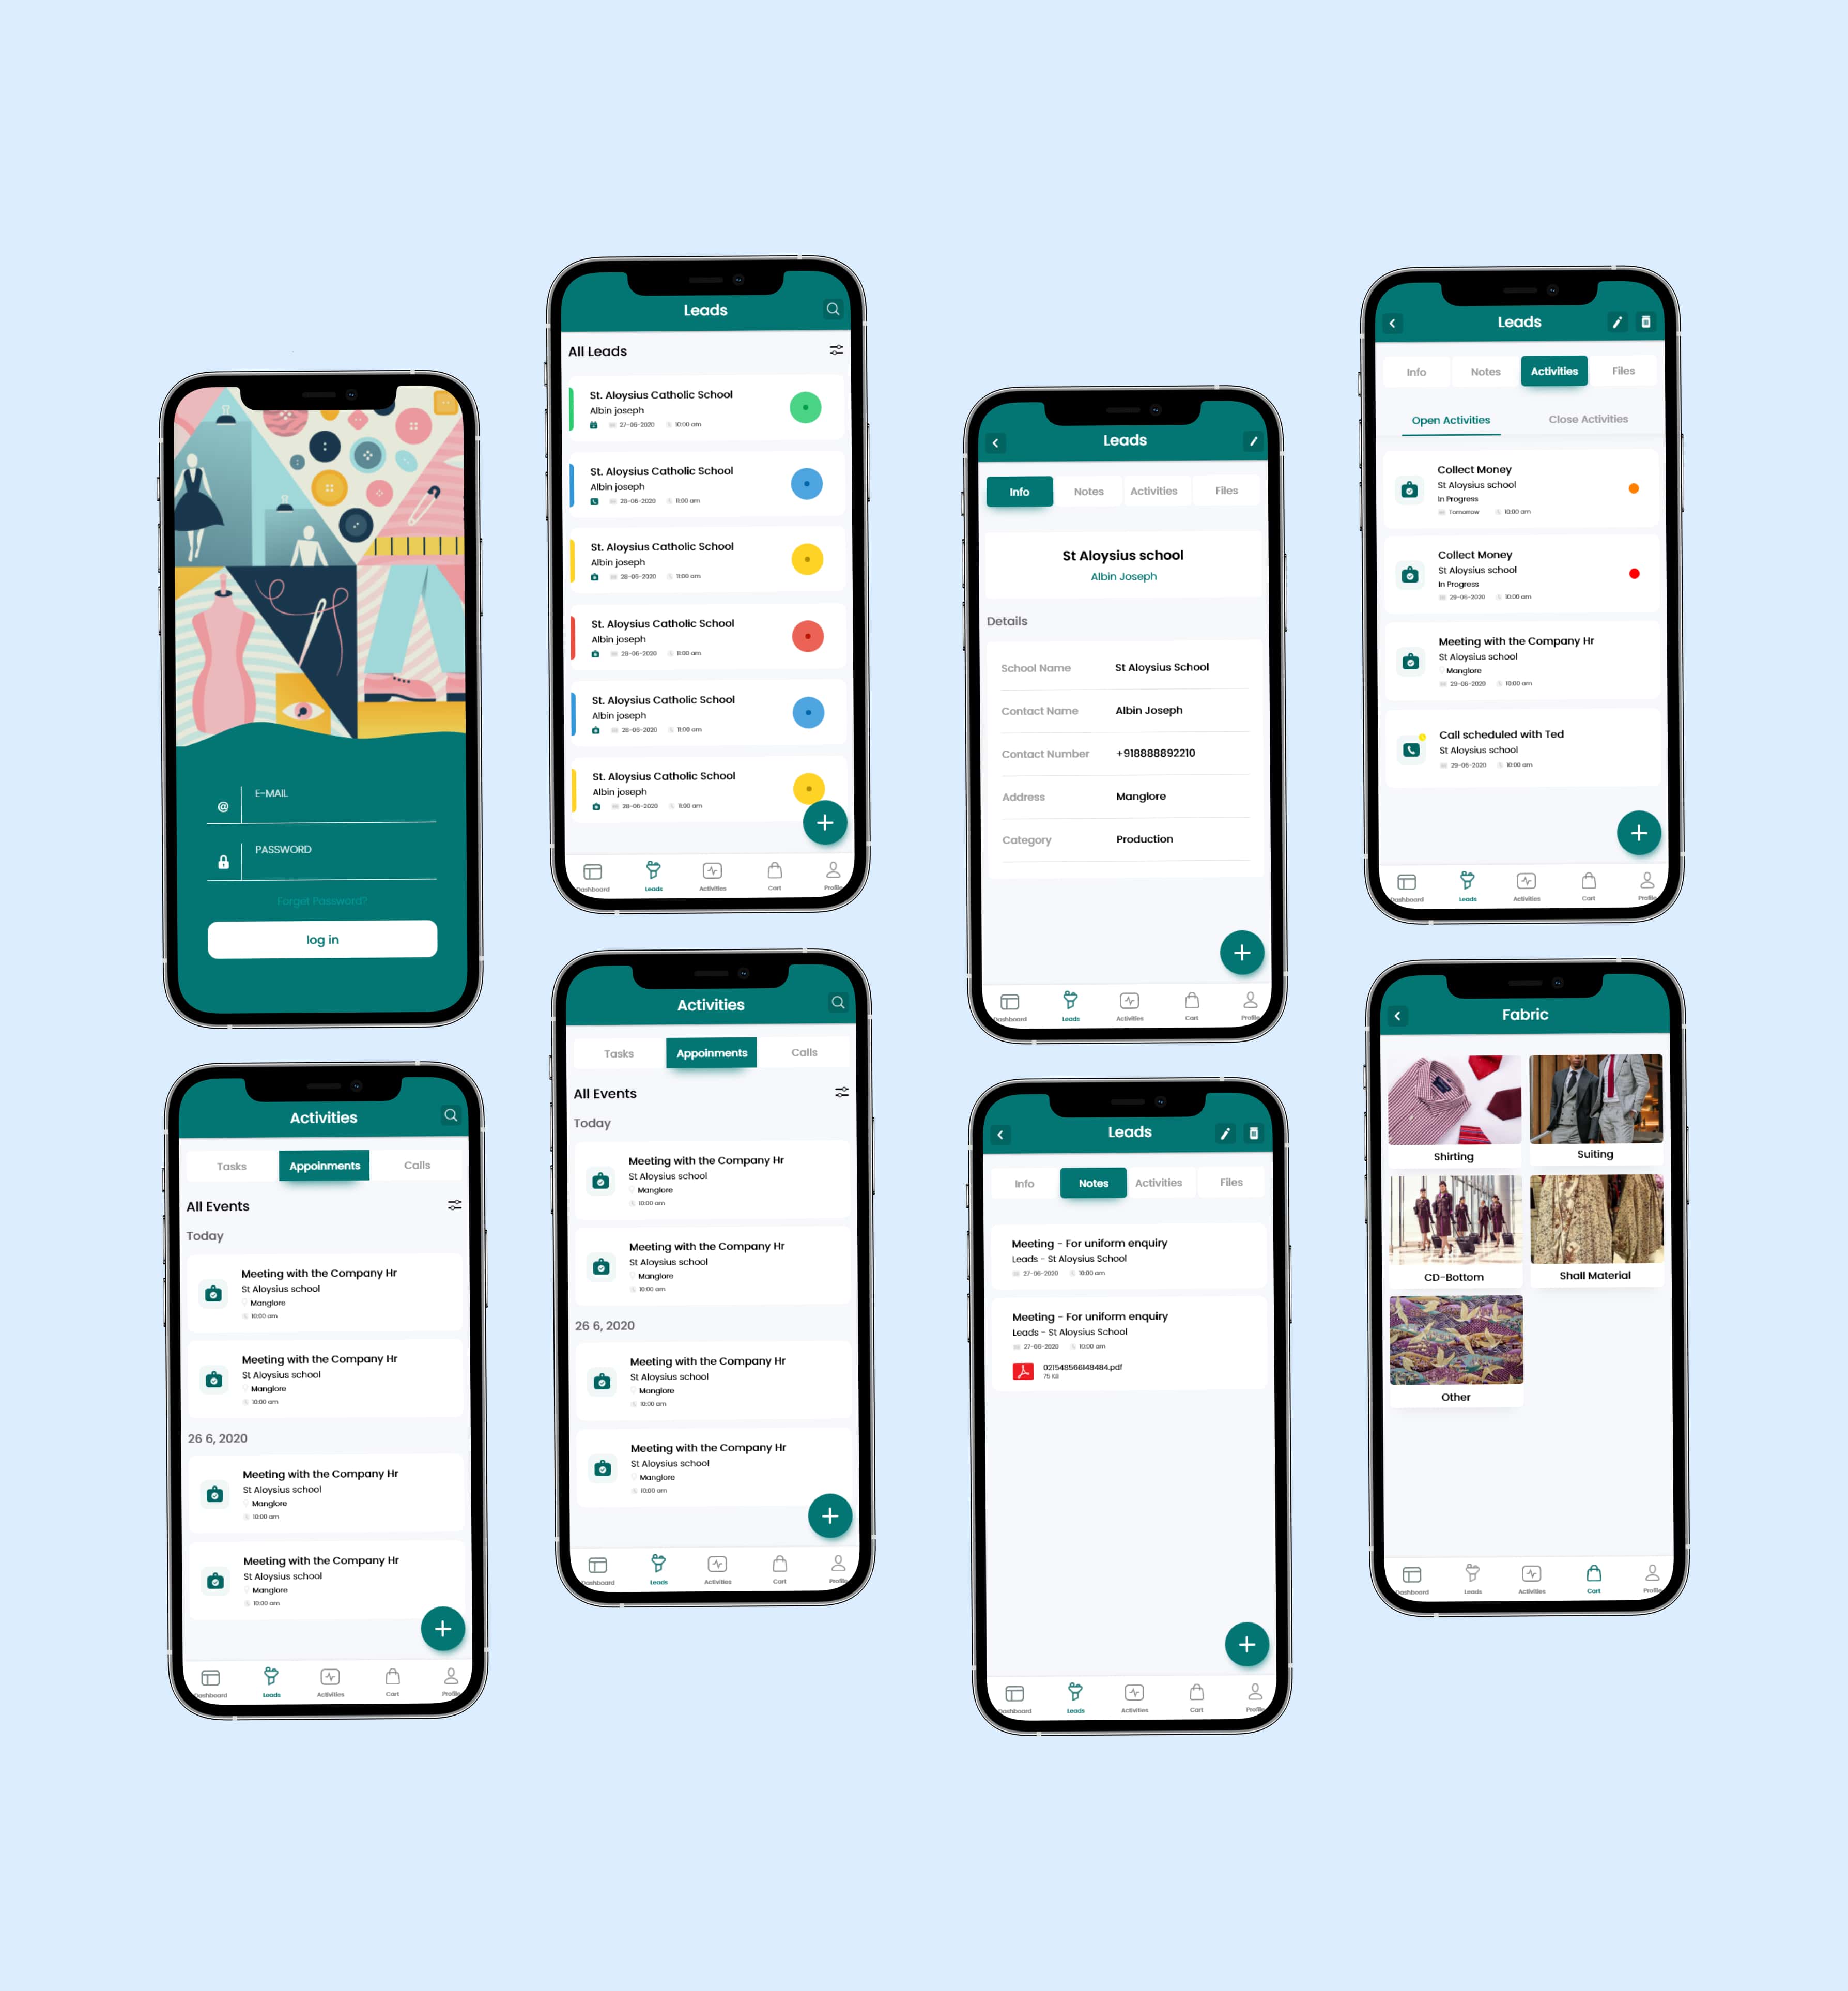 E-MAIL
@
PASSWORD
Forget Password?
log in
Leads
All Leads
St. Aloysius Catholic School
Albin joseph
27-06-2020 10:00 am
St. Aloysius Catholic School
Albin joseph
28-06-2020 11:00 am
St. Aloysius Catholic School
Albin joseph
28-06-2020 11:00 am
St. Aloysius Catholic School
Albin joseph
28-06-2020 11:00 am
St. Aloysius Catholic School
Albin joseph
28-06-2020 11:00 am
St. Aloysius Catholic School
Albin joseph
28-06-2020 11:00 am
Dashboard Leads Activities Cart Profile
Leads
Info Notes Activities Files
St Aloysius school
Albin Joseph
Details
School Name St Aloysius School
Contact Name Albin Joseph
Contact Number +918888892210
Address Manglore
Category Production
Dashboard Leads Activities Cart Profile
Leads
Info Notes Activities Files
Open Activities Close Activities
Collect Money
St Aloysius school
In Progress
Tomorrow 10:00 am
Collect Money
St Aloysius school
In Progress
29-06-2020 10:00 am
Meeting with the Company Hr
St Aloysius school
Manglore
29-06-2020 10:00 am
Call scheduled with Ted
St Aloysius school
29-06-2020 10:00 am
Dashboard Leads Activities Cart Profile
Activities
Tasks Appoinments Calls
All Events
Today
Meeting with the Company Hr
St Aloysius school
Manglore
10:00 am
Meeting with the Company Hr
St Aloysius school
Manglore
10:00 am
26 6, 2020
Meeting with the Company Hr
St Aloysius school
Manglore
10:00 am
Meeting with the Company Hr
St Aloysius school
Manglore
10:00 am
Dashboard Leads Activities Cart Profile
Activities
Tasks Appoinments Calls
All Events
Today
Meeting with the Company Hr
St Aloysius school
Manglore
10:00 am
Meeting with the Company Hr
St Aloysius school
Manglore
10:00 am
26 6, 2020
Meeting with the Company Hr
St Aloysius school
Manglore
10:00 am
Meeting with the Company Hr
St Aloysius school
Manglore
10:00 am
Dashboard Leads Activities Cart Profile
Leads
Info Notes Activities Files
Meeting - For uniform enquiry
Leads - St Aloysius School
27-06-2020 10:00 am
Meeting - For uniform enquiry
Leads - St Aloysius School
27-06-2020 10:00 am
021548566148484.pdf
75 KB
Dashboard Leads Activities Cart Profile
Fabric
Shirting Suiting
CD-Bottom Shall Material
Other
Dashboard Leads Activities Cart Profile